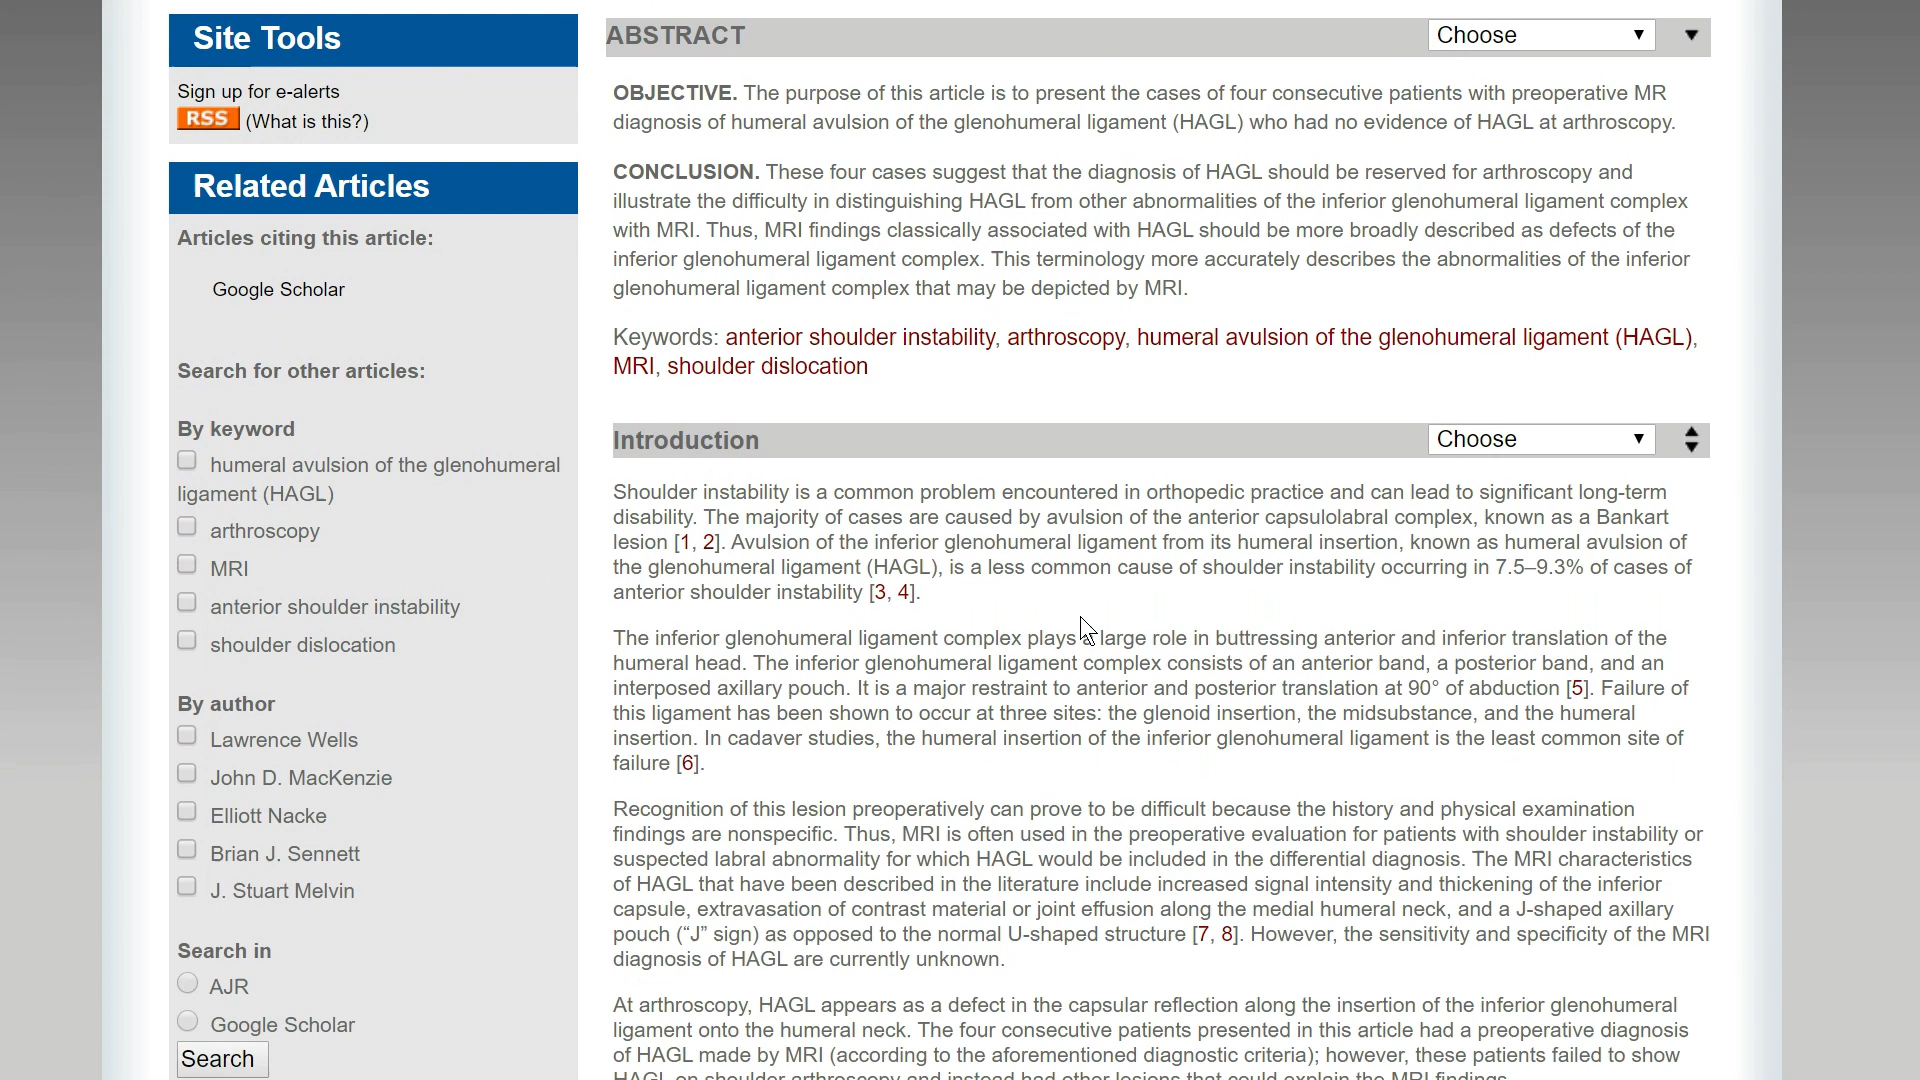 Site Tools
Sign up for e-alerts
RSS (What is this?)
Related Articles
Articles citing this article:
Google Scholar
Search for other articles:
By keyword
humeral avulsion of the glenohumeral
ligament (HAGL)
arthroscopy
MRI
anterior shoulder instability
shoulder dislocation
By author
Lawrence Wells
John D. MacKenzie
Elliott Nacke
Brian J. Sennett
J. Stuart Melvin
Search in
AJR
Google Scholar
Search
ABSTRACT Choose
OBJECTIVE. The purpose of this article is to present the cases of four consecutive patients with preoperative MR
diagnosis of humeral avulsion of the glenohumeral ligament (HAGL) who had no evidence of HAGL at arthroscopy.
CONCLUSION. These four cases suggest that the diagnosis of HAGL should be reserved for arthroscopy and
illustrate the difficulty in distinguishing HAGL from other abnormalities of the inferior glenohumeral ligament complex
with MRI. Thus, MRI findings classically associated with HAGL should be more broadly described as defects of the
inferior glenohumeral ligament complex. This terminology more accurately describes the abnormalities of the inferior
glenohumeral ligament complex that may be depicted by MRI.
Keywords: anterior shoulder instability, arthroscopy, humeral avulsion of the glenohumeral ligament (HAGL),
MRI, shoulder dislocation
Introduction Choose
Shoulder instability is a common problem encountered in orthopedic practice and can lead to significant long-term
disability. The majority of cases are caused by avulsion of the anterior capsulolabral complex, known as a Bankart
lesion [1, 2]. Avulsion of the inferior glenohumeral ligament from its humeral insertion, known as humeral avulsion of
the glenohumeral ligament (HAGL), is a less common cause of shoulder instability occurring in 7.5–9.3% of cases of
anterior shoulder instability [3, 4].
The inferior glenohumeral ligament complex plays a large role in buttressing anterior and inferior translation of the
humeral head. The inferior glenohumeral ligament complex consists of an anterior band, a posterior band, and an
interposed axillary pouch. It is a major restraint to anterior and posterior translation at 90° of abduction [5]. Failure of
this ligament has been shown to occur at three sites: the glenoid insertion, the midsubstance, and the humeral
insertion. In cadaver studies, the humeral insertion of the inferior glenohumeral ligament is the least common site of
failure [6].
Recognition of this lesion preoperatively can prove to be difficult because the history and physical examination
findings are nonspecific. Thus, MRI is often used in the preoperative evaluation for patients with shoulder instability or
suspected labral abnormality for which HAGL would be included in the differential diagnosis. The MRI characteristics
of HAGL that have been described in the literature include increased signal intensity and thickening of the inferior
capsule, extravasation of contrast material or joint effusion along the medial humeral neck, and a J-shaped axillary
pouch (“J” sign) as opposed to the normal U-shaped structure [7, 8]. However, the sensitivity and specificity of the MRI
diagnosis of HAGL are currently unknown.
At arthroscopy, HAGL appears as a defect in the capsular reflection along the insertion of the inferior glenohumeral
ligament onto the humeral neck. The four consecutive patients presented in this article had a preoperative diagnosis
of HAGL made by MRI (according to the aforementioned diagnostic criteria); however, these patients failed to show
HAGL on shoulder arthroscopy and instead had other lesions that could explain the MRI findings.